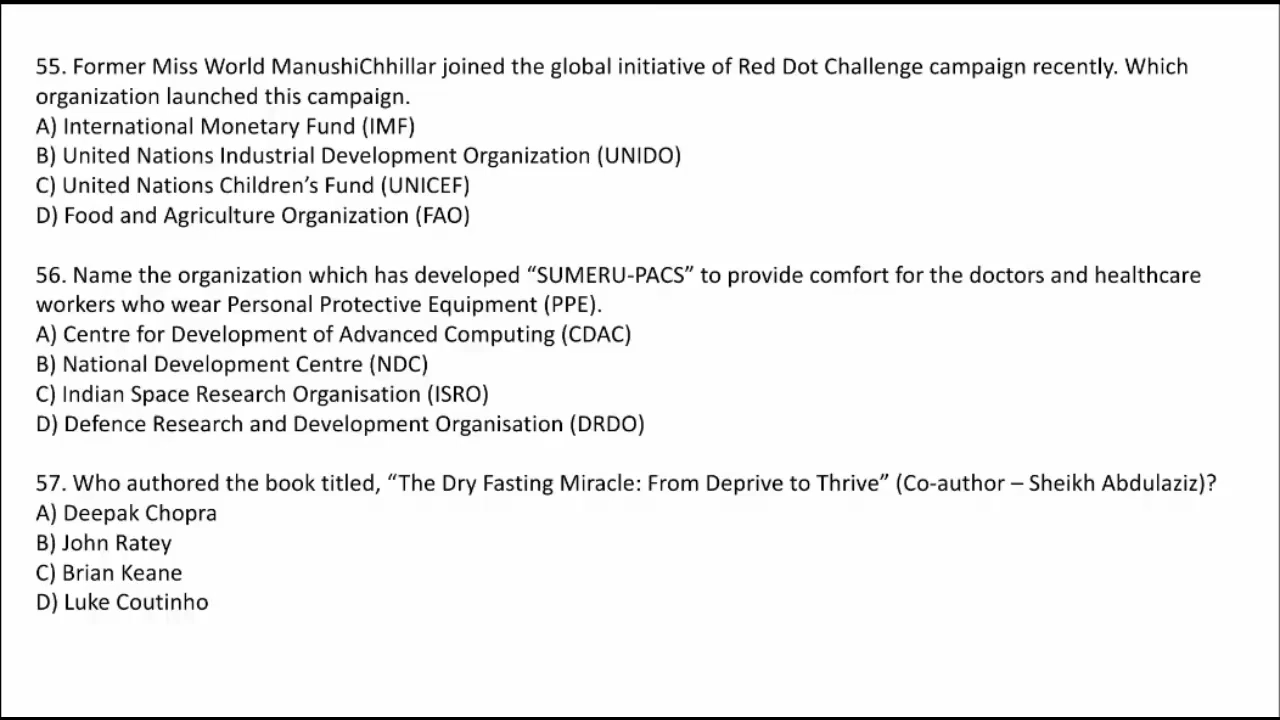 55. Former Miss World ManushiChhillar joined the global initiative of Red Dot Challenge campaign recently. Which
organization launched this campaign.
A) International Monetary Fund (IMF)
B) United Nations Industrial Development Organization (UNIDO)
C) United Nations Children’s Fund (UNICEF)
D) Food and Agriculture Organization (FAO)
56. Name the organization which has developed “SUMERU-PACS” to provide comfort for the doctors and healthcare
workers who wear Personal Protective Equipment (PPE).
A) Centre for Development of Advanced Computing (CDAC)
B) National Development Centre (NDC)
C) Indian Space Research Organisation (ISRO)
D) Defence Research and Development Organisation (DRDO)
57. Who authored the book titled, “The Dry Fasting Miracle: From Deprive to Thrive” (Co-author – Sheikh Abdulaziz)?
A) Deepak Chopra
B) John Ratey
C) Brian Keane
D) Luke Coutinho